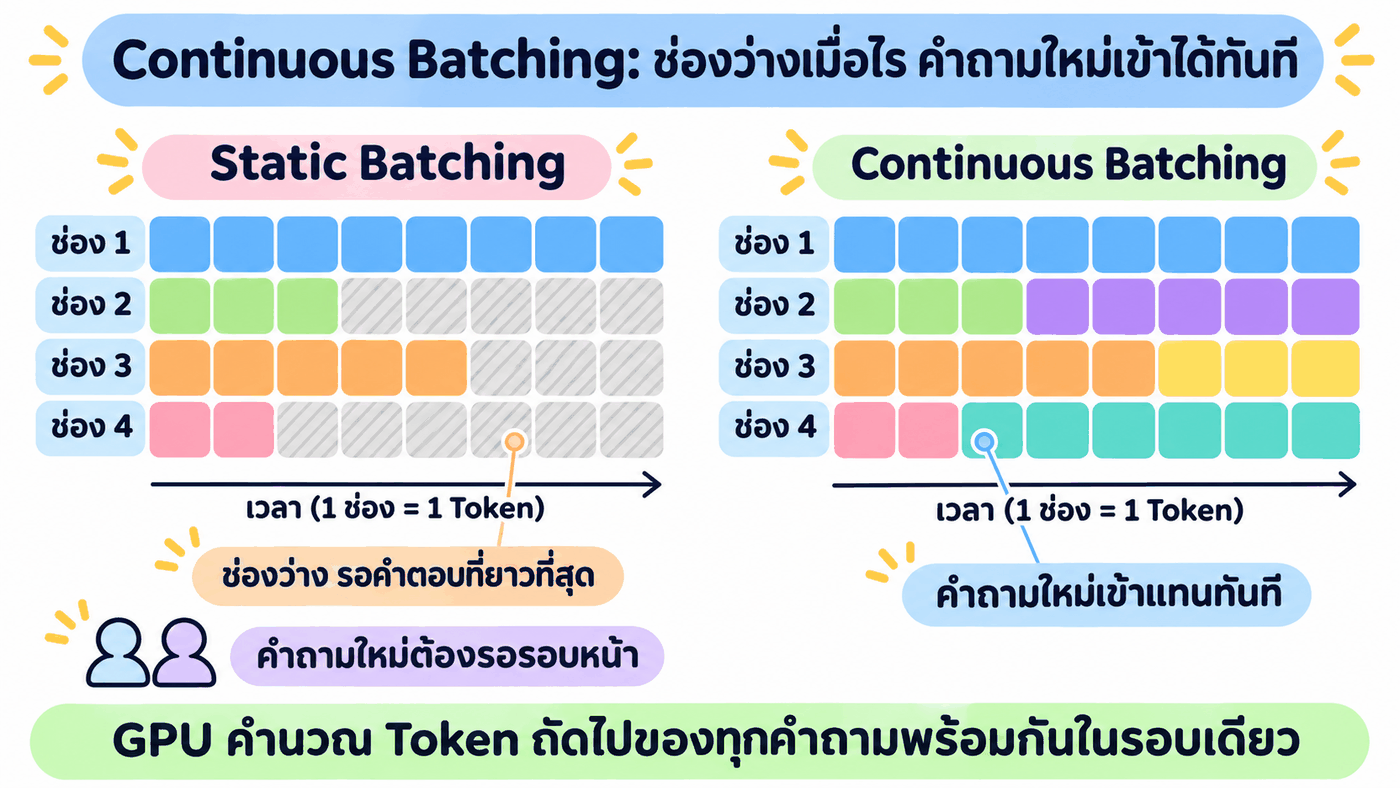 Continuous Batching: ช่องว่างเมื่อไร คำถามใหม่เข้าได้ทันที
Static Batching
ช่อง 1
ช่อง 2
ช่อง 3
ช่อง 4
เวลา (1 ช่อง = 1 Token)
ช่องว่าง รอคำตอบที่ยาวที่สุด
คำถามใหม่ต้องรอรอบหน้า
Continuous Batching
ช่อง 1
ช่อง 2
ช่อง 3
ช่อง 4
เวลา (1 ช่อง = 1 Token)
คำถามใหม่เข้าแทนทันที
GPU คำนวณ Token ถัดไปของทุกคำถามพร้อมกันในรอบเดียว